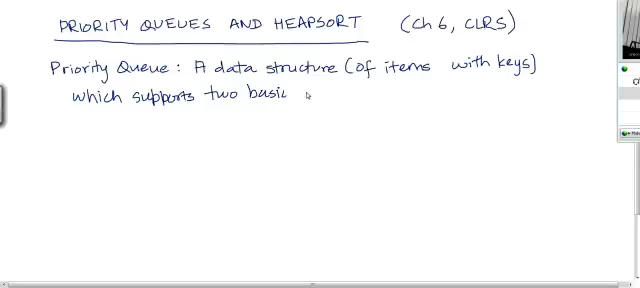 PRIORITY QUEUES AND HEAPSORT (Ch 6, CLRS)
Priority Queue: A data structure (of items with keys)
which supports two basic